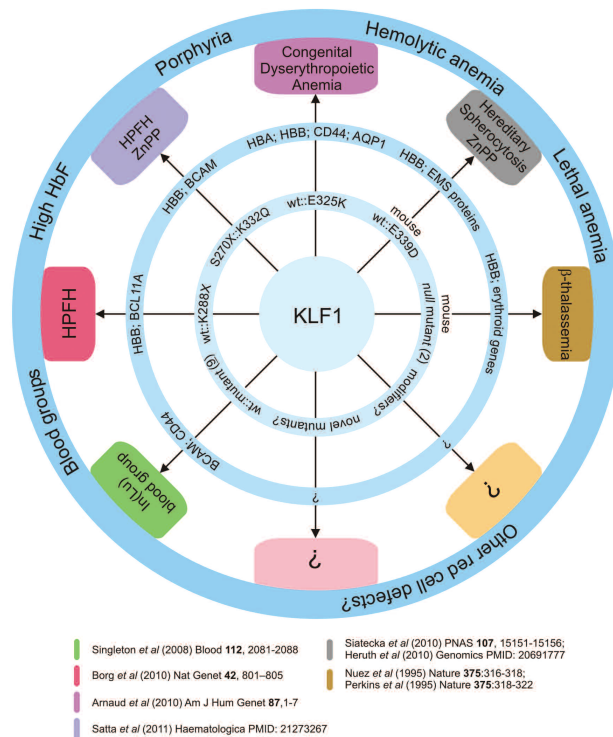 Porphyria
Hemolytic anemia
Lethal anemia
Other red cell defects?
Blood groups
High HbF
Congenital
Dyserythropoietic
Anemia
Hereditary
Spherocytosis
ZnPP
β-thalassemia
?
?
In(Lu)
blood group
HPFH
HPFH
ZnPP
HBA; HBB; CD44; AQP1
HBB; EMS proteins
HBB; erythroid genes
?
?
BCAM; CD44
HBB; BCL11A
HBB; BCAM
wt::E325K
mouse
wt::E339D
mouse
null mutant (2)
modifiers?
novel mutants?
wt::mutant (9)
wt::K288X
S270X::K332Q
KLF1
Singleton et al (2008) Blood 112, 2081-2088
Borg et al (2010) Nat Genet 42, 801–805
Arnaud et al (2010) Am J Hum Genet 87,1-7
Satta et al (2011) Haematologica PMID: 21273267
Siatecka et al (2010) PNAS 107, 15151-15156;
Heruth et al (2010) Genomics PMID: 20691777
Nuez et al (1995) Nature 375:316-318;
Perkins et al (1995) Nature 375:318-322